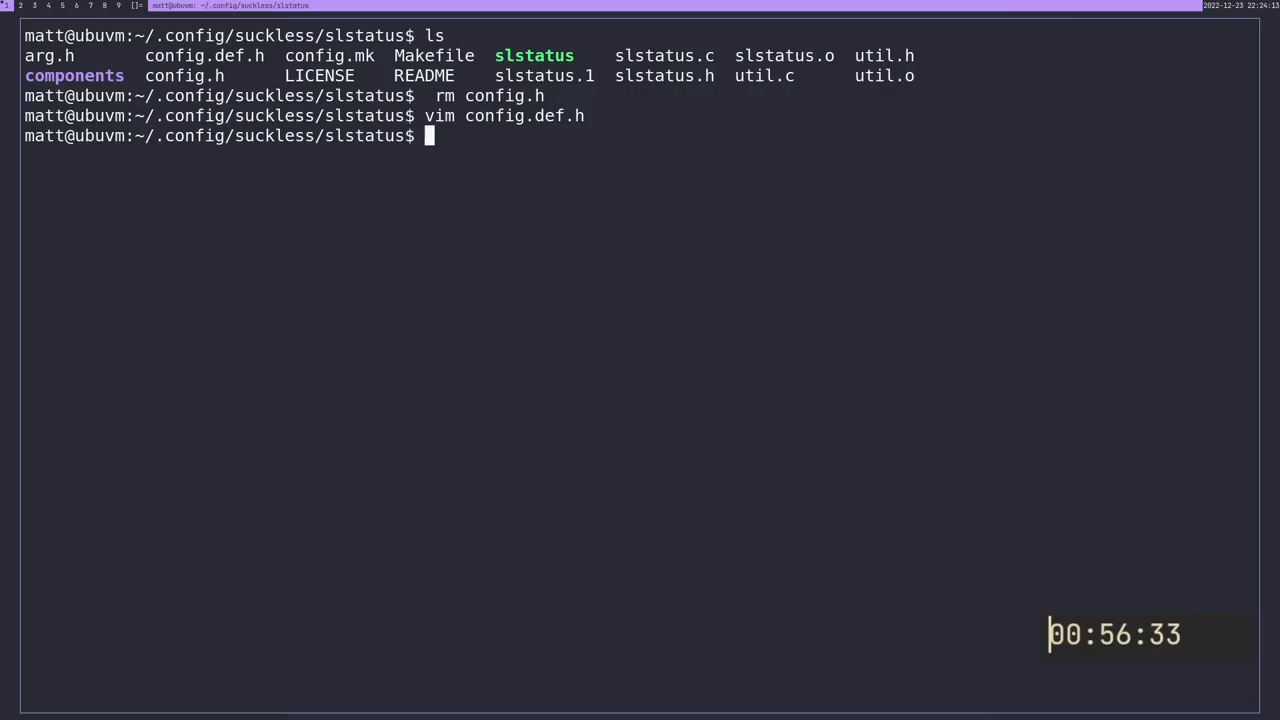 1 2 3 4 5 6 7 8 9 []= matt@ubuvm: ~/.config/suckless/slstatus 2022-12-23 22:24:13
matt@ubuvm:~/.config/suckless/slstatus$ ls
arg.h config.def.h config.mk Makefile slstatus slstatus.c slstatus.o util.h
components config.h LICENSE README slstatus.1 slstatus.h util.c util.o
matt@ubuvm:~/.config/suckless/slstatus$  rm config.h
matt@ubuvm:~/.config/suckless/slstatus$ vim config.def.h
matt@ubuvm:~/.config/suckless/slstatus$
00:56:33